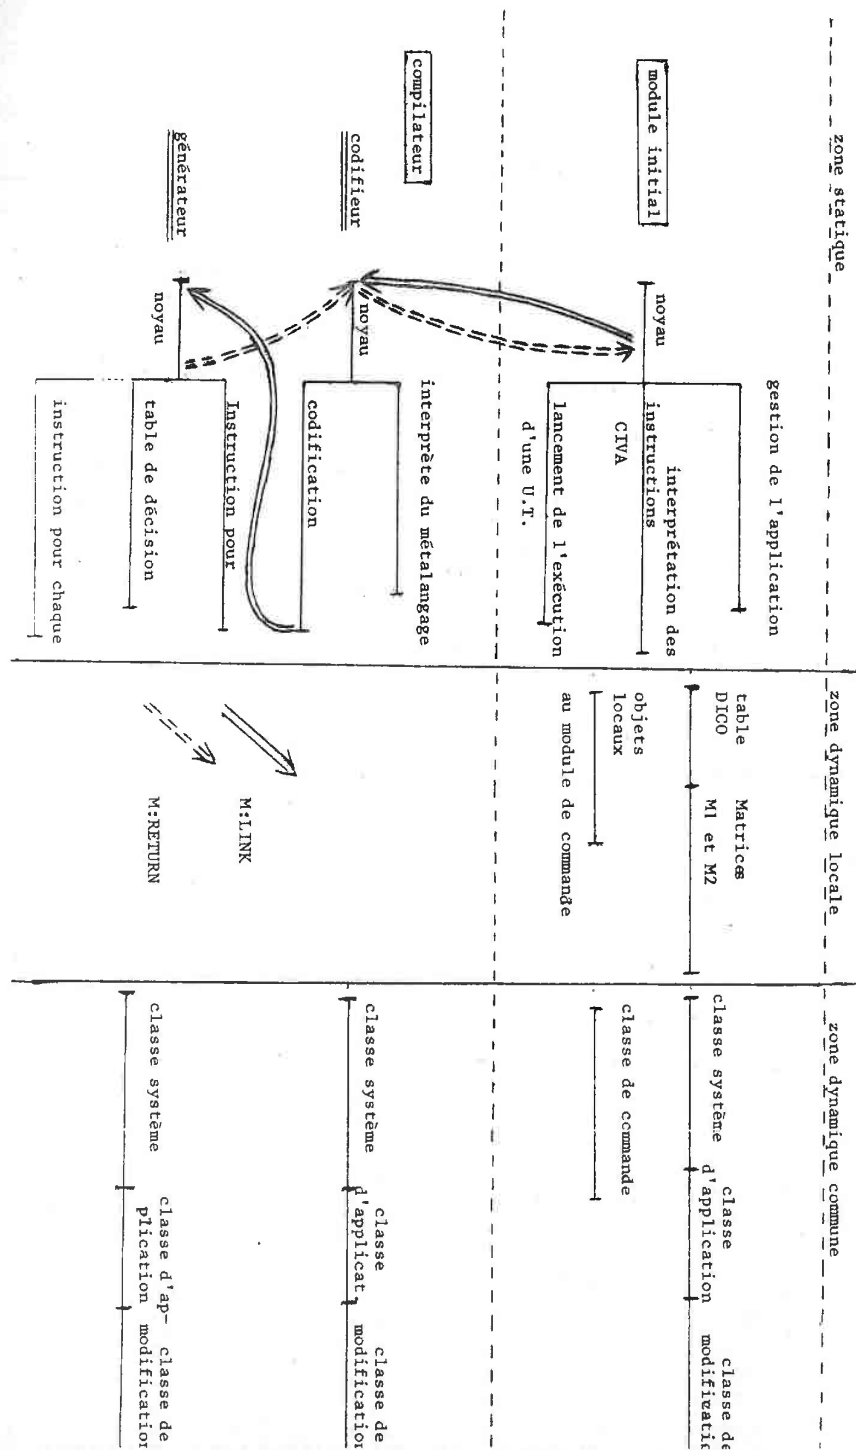 zone statique
zone dynamique locale
zone dynamique commune
module initial
noyau
gestion de l'application
interprétation des
instructions
CIVA
lancement de l'exécution
d'une U.T.
table
DICO
Matrices
M1 et M2
objets
locaux
au module de commande
classe système
classe
d'application
classe de
classe de commande
compilateur
codifieur
noyau
interprète du métalangage
codification
classe système
classe
d'applicat.
classe de
modification
générateur
noyau
Instruction pour
table de décision
instruction pour chaque
M:LINK
M:RETURN
classe système
classe d'ap-
plication
classe de
modification